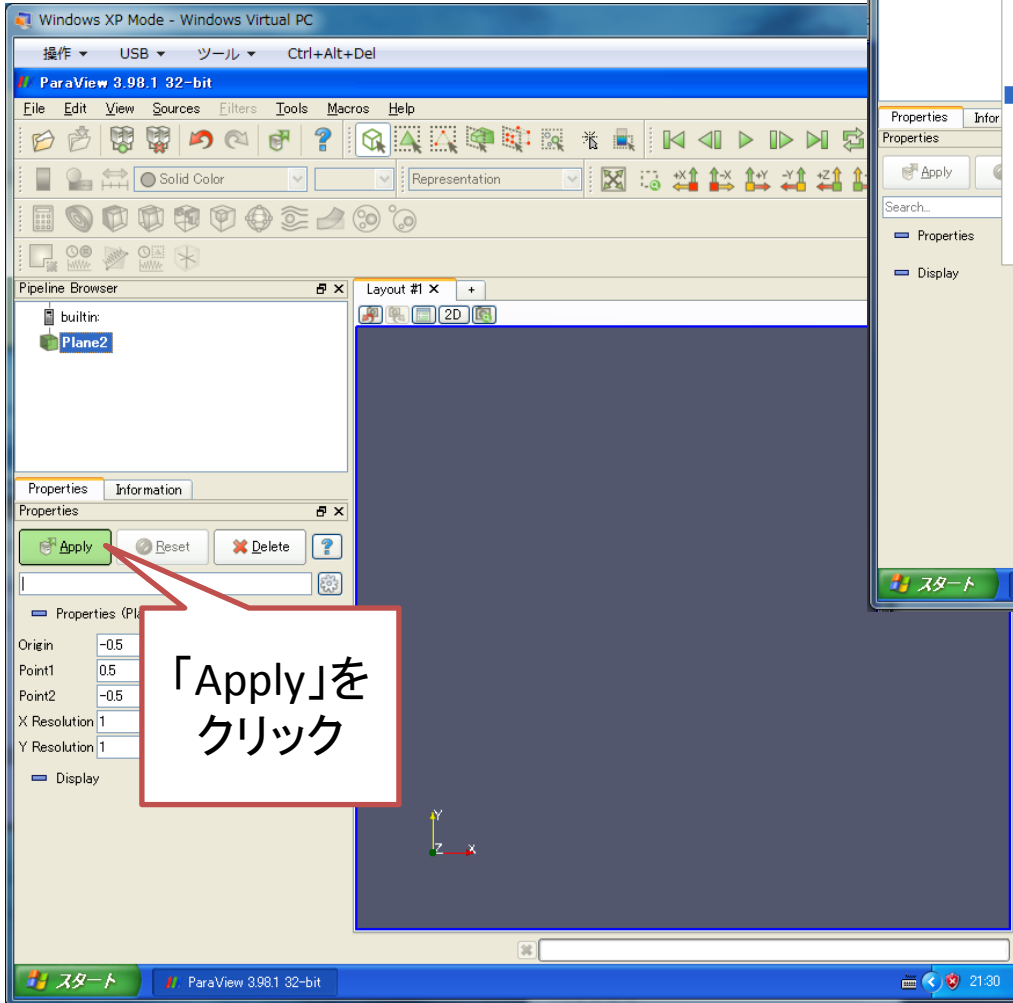 Windows XP Mode - Windows Virtual PC
操作 USB ツール Ctrl+Alt+Del
ParaView 3.98.1 32-bit
File Edit View Sources Filters Tools Macros Help
Solid Color Representation
+X -X +Y -Y +Z
Pipeline Browser
builtin:
Plane2
Layout #1 +
2D
Properties Information
Properties
Apply Reset Delete ?
Properties (Pla
Origin -0.5
Point1 0.5
Point2 -0.5
X Resolution 1
Y Resolution 1
Display
「Apply」を
クリック
Y
Z X
スタート ParaView 3.98.1 32-bit 21:30
Properties Infor
Properties
Apply
Search...
Properties
Display
スタート